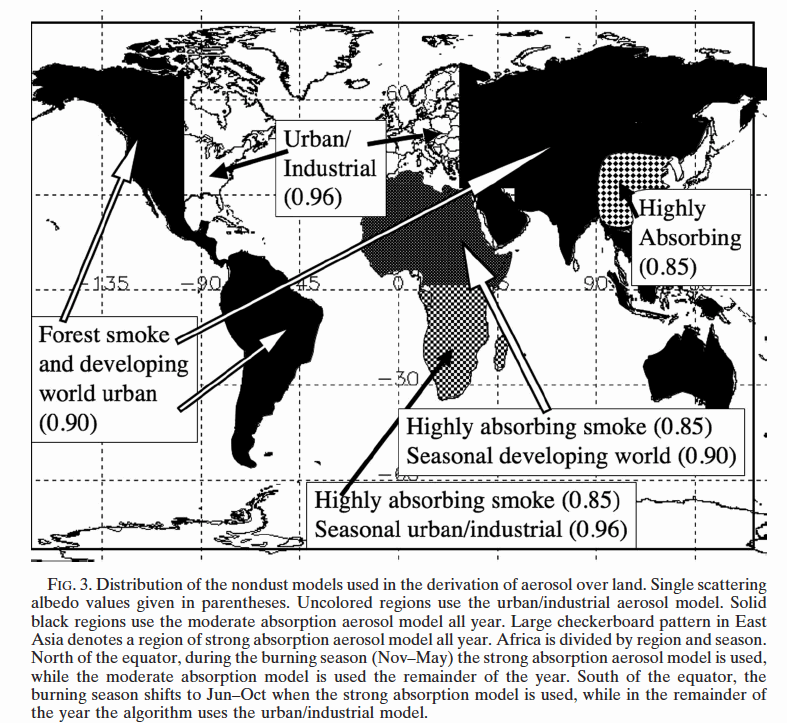 60
Urban/
Industrial
(0.96)
Highly
Absorbing
(0.85)
-135
-90
45
0
90
Forest smoke
and developing
world urban
(0.90)
-30
Highly absorbing smoke (0.85)
Seasonal developing world (0.90)
Highly absorbing smoke (0.85)
Seasonal urban/industrial (0.96)
FIG. 3. Distribution of the nondust models used in the derivation of aerosol over land. Single scattering
albedo values given in parentheses. Uncolored regions use the urban/industrial aerosol model. Solid
black regions use the moderate absorption aerosol model all year. Large checkerboard pattern in East
Asia denotes a region of strong absorption aerosol model all year. Africa is divided by region and season.
North of the equator, during the burning season (Nov–May) the strong absorption aerosol model is used,
while the moderate absorption model is used the remainder of the year. South of the equator, the
burning season shifts to Jun–Oct when the strong absorption model is used, while in the remainder of
the year the algorithm uses the urban/industrial model.